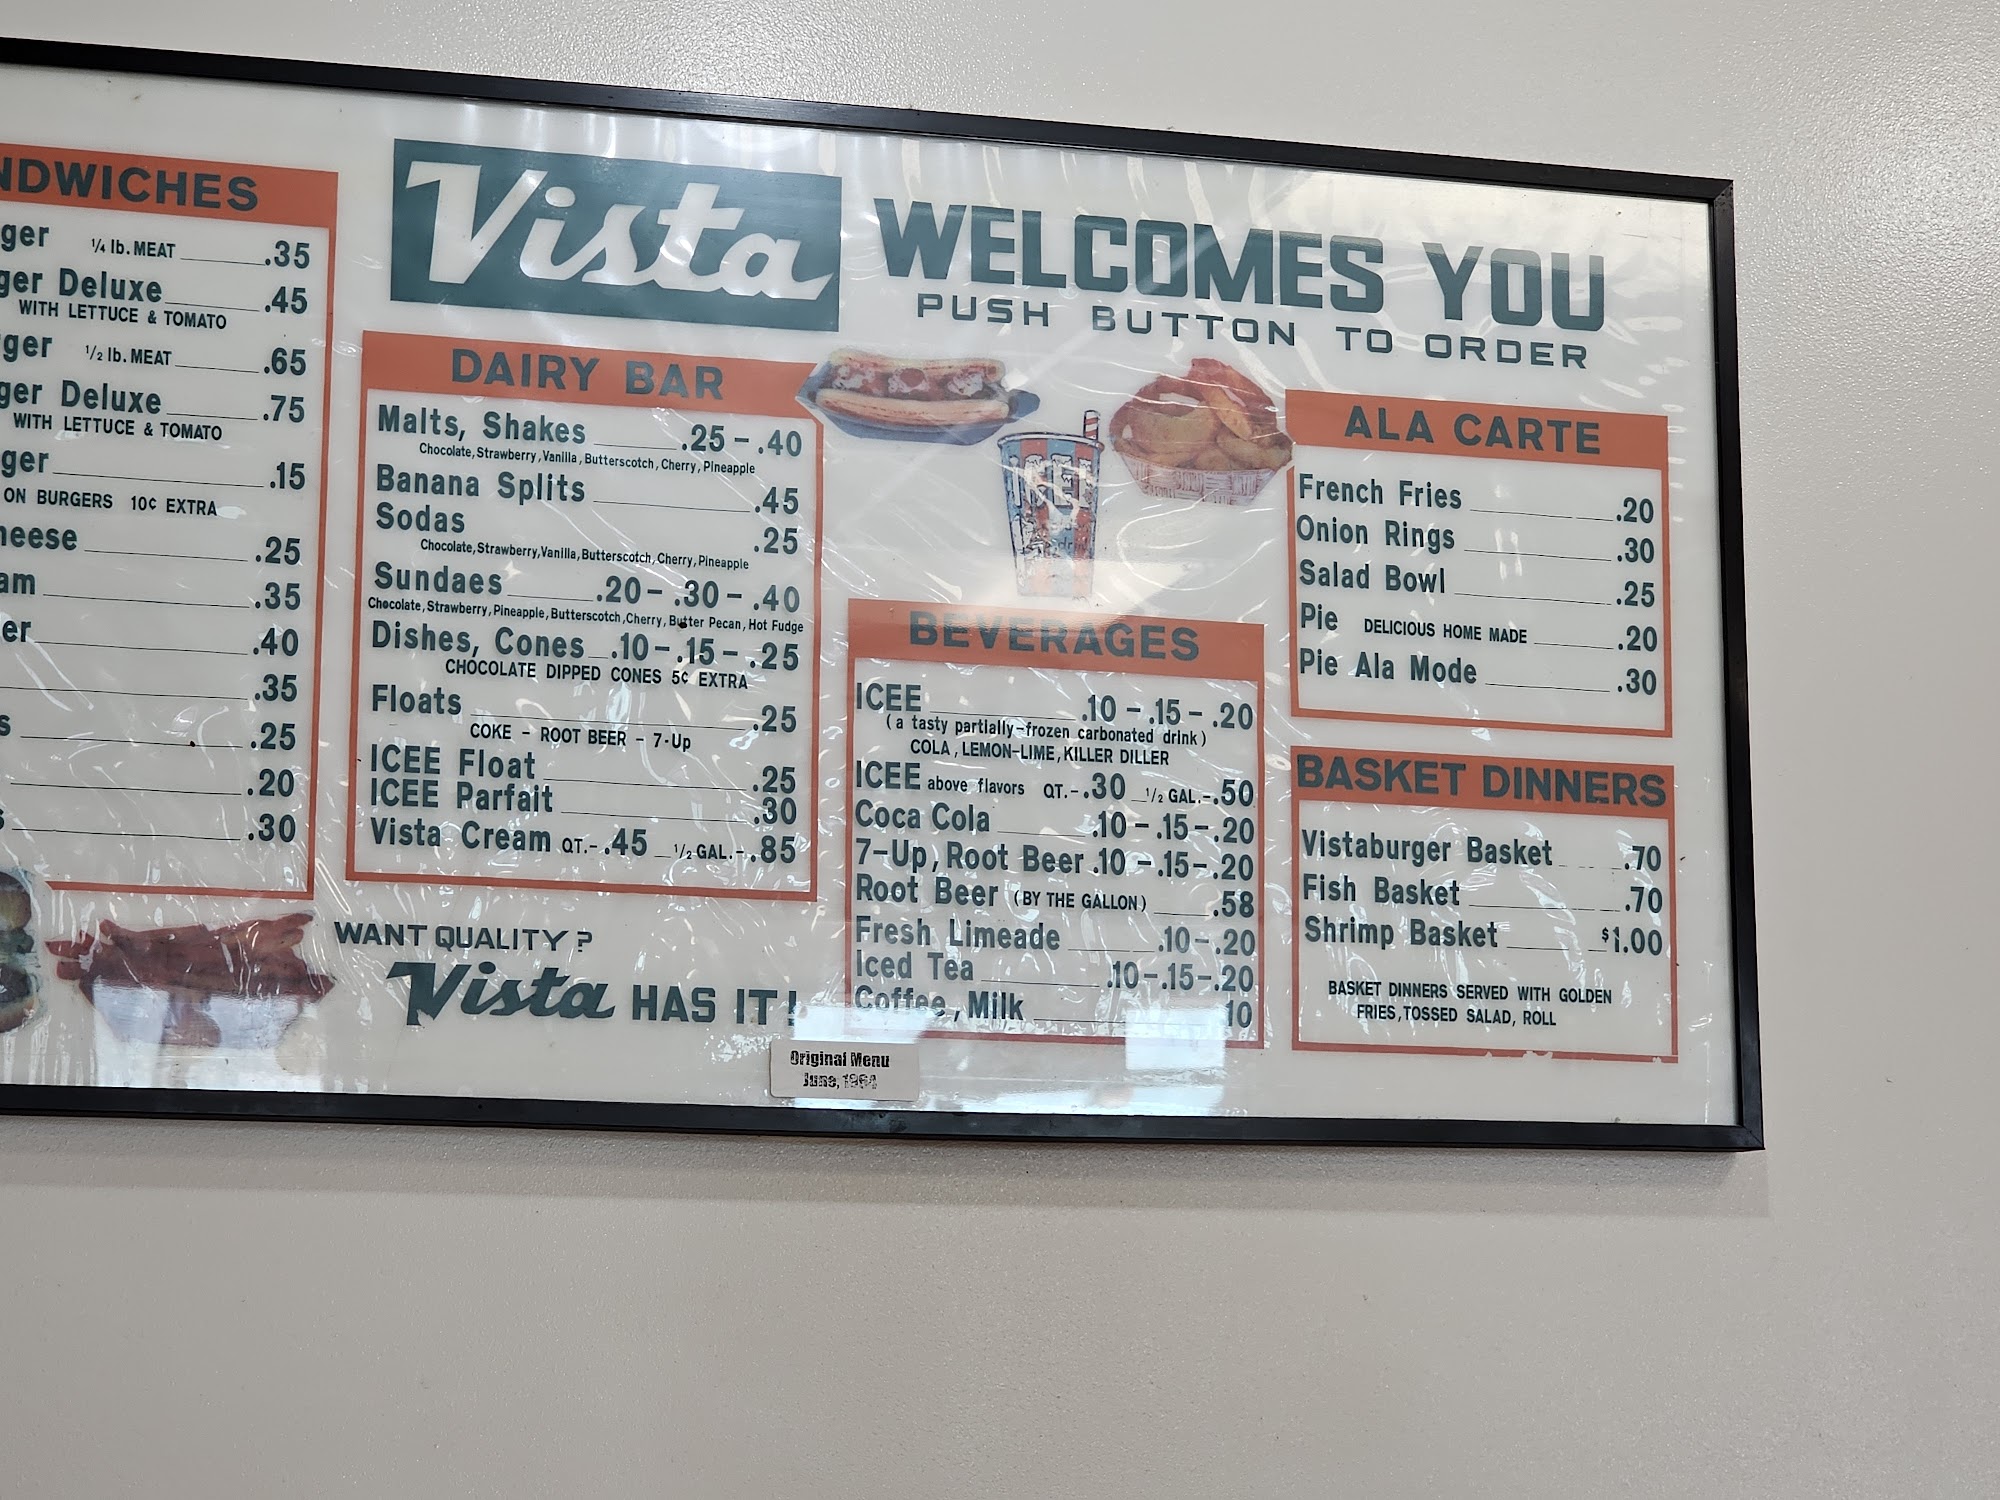 NDWICHES
ger 1/4 lb. MEAT .35
ger Deluxe .45
WITH LETTUCE & TOMATO
ger 1/2 lb. MEAT .65
ger Deluxe .75
WITH LETTUCE & TOMATO
ger .15
ON BURGERS 10¢ EXTRA
heese .25
am .35
er .40
.35
s .25
.20
s .30
Vista WELCOMES YOU
PUSH BUTTON TO ORDER
DAIRY BAR
Malts, Shakes .25 - .40
Chocolate, Strawberry, Vanilla, Butterscotch, Cherry, Pineapple
Banana Splits .45
Sodas .25
Chocolate, Strawberry, Vanilla, Butterscotch, Cherry, Pineapple
Sundaes .20 - .30 - .40
Chocolate, Strawberry, Pineapple, Butterscotch, Cherry, Butter Pecan, Hot Fudge
Dishes, Cones .10 - .15 - .25
CHOCOLATE DIPPED CONES 5¢ EXTRA
Floats .25
COKE - ROOT BEER - 7-Up
ICEE Float .25
ICEE Parfait .30
Vista Cream QT.- .45 1/2 GAL.- .85
WANT QUALITY?
Vista HAS IT!
ICEE
BEVERAGES
ICEE .10 - .15 - .20
(a tasty partially-frozen carbonated drink)
COLA, LEMON-LIME, KILLER DILLER
ICEE above flavors QT.- .30 1/2 GAL.- .50
Coca Cola .10 - .15 - .20
7-Up, Root Beer .10 - .15 - .20
Root Beer (BY THE GALLON) .58
Fresh Limeade .10 - .20
Iced Tea .10 - .15 - .20
Coffee, Milk 10
ALA CARTE
French Fries .20
Onion Rings .30
Salad Bowl .25
Pie DELICIOUS HOME MADE .20
Pie Ala Mode .30
BASKET DINNERS
Vistaburger Basket .70
Fish Basket .70
Shrimp Basket $1.00
BASKET DINNERS SERVED WITH GOLDEN
FRIES, TOSSED SALAD, ROLL
Original Menu
June, 1964